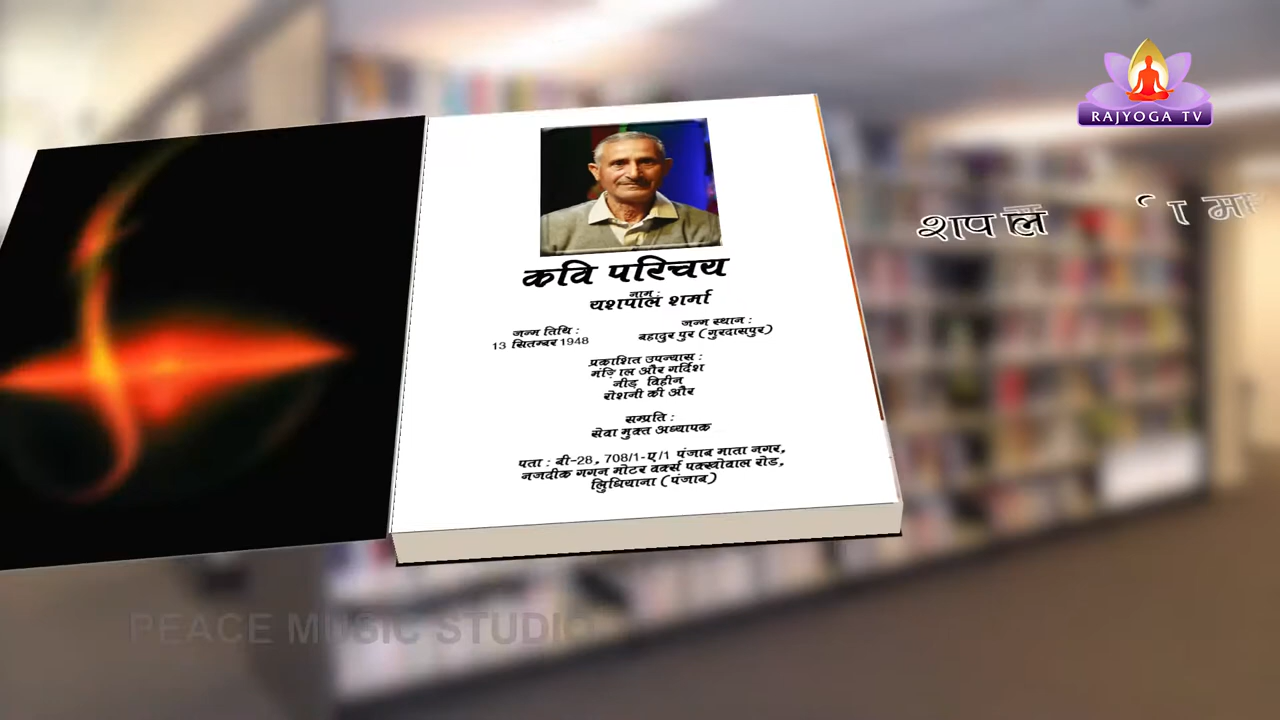 RAJYOGA TV
कवि परिचय
नाम :
यशपाल शर्मा
जन्म तिथि :
13 सितम्बर 1948
जन्म स्थान :
बहादुर पुर (गुरदासपुर)
प्रकाशित उपन्यास :
मंज़िल और गर्दिश
नीड़ विहीन
रोशनी की और
सम्प्रति :
सेवा मुक्त अध्यापक
पता : बी-28, 708/1-ए/1 पंजाब माता नगर,
नजदीक गगन मोटर वर्क्स पक्खोवाल रोड,
लुधियाना (पंजाब)
शपाल
PEACE MUSIC STUDIO